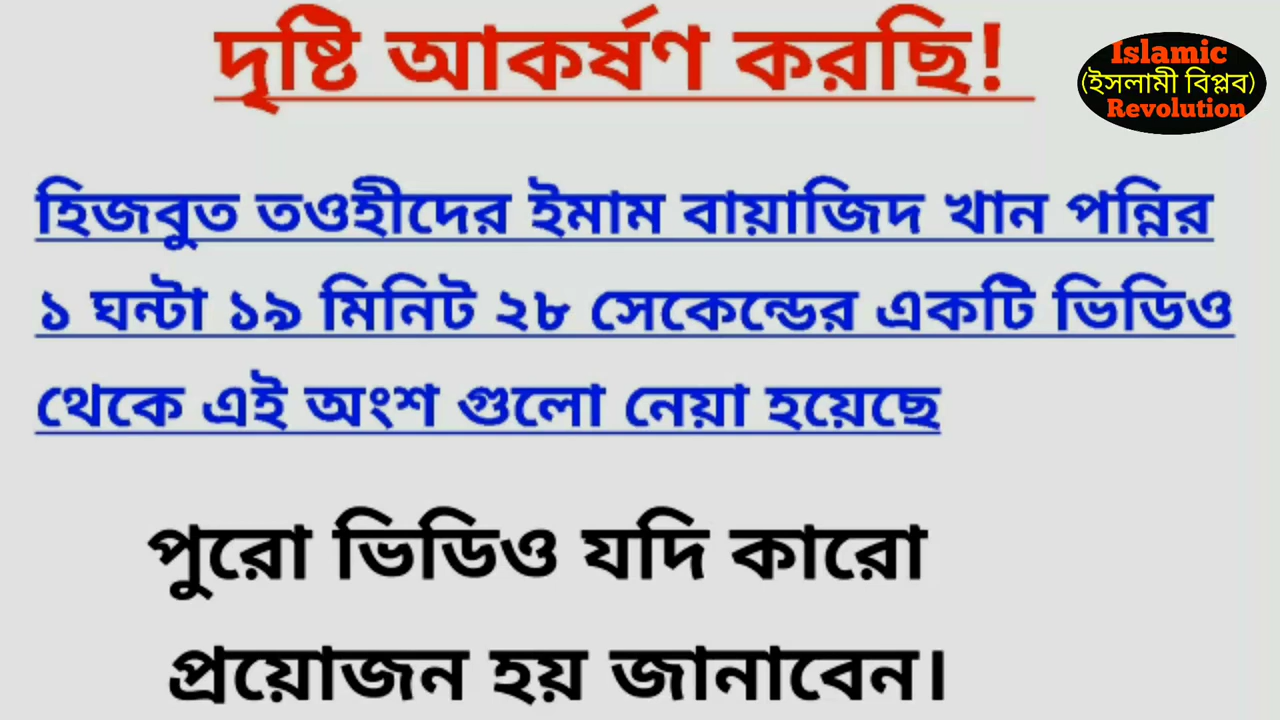 দৃষ্টি আকর্ষণ করছি!
Islamic
(ইসলামী বিপ্লব)
Revolution
হিজবুত তওহীদের ইমাম বায়াজিদ খান পন্নির
১ ঘন্টা ১৯ মিনিট ২৮ সেকেন্ডের একটি ভিডিও
থেকে এই অংশ গুলো নেয়া হয়েছে
পুরো ভিডিও যদি কারো
প্রয়োজন হয় জানাবেন।